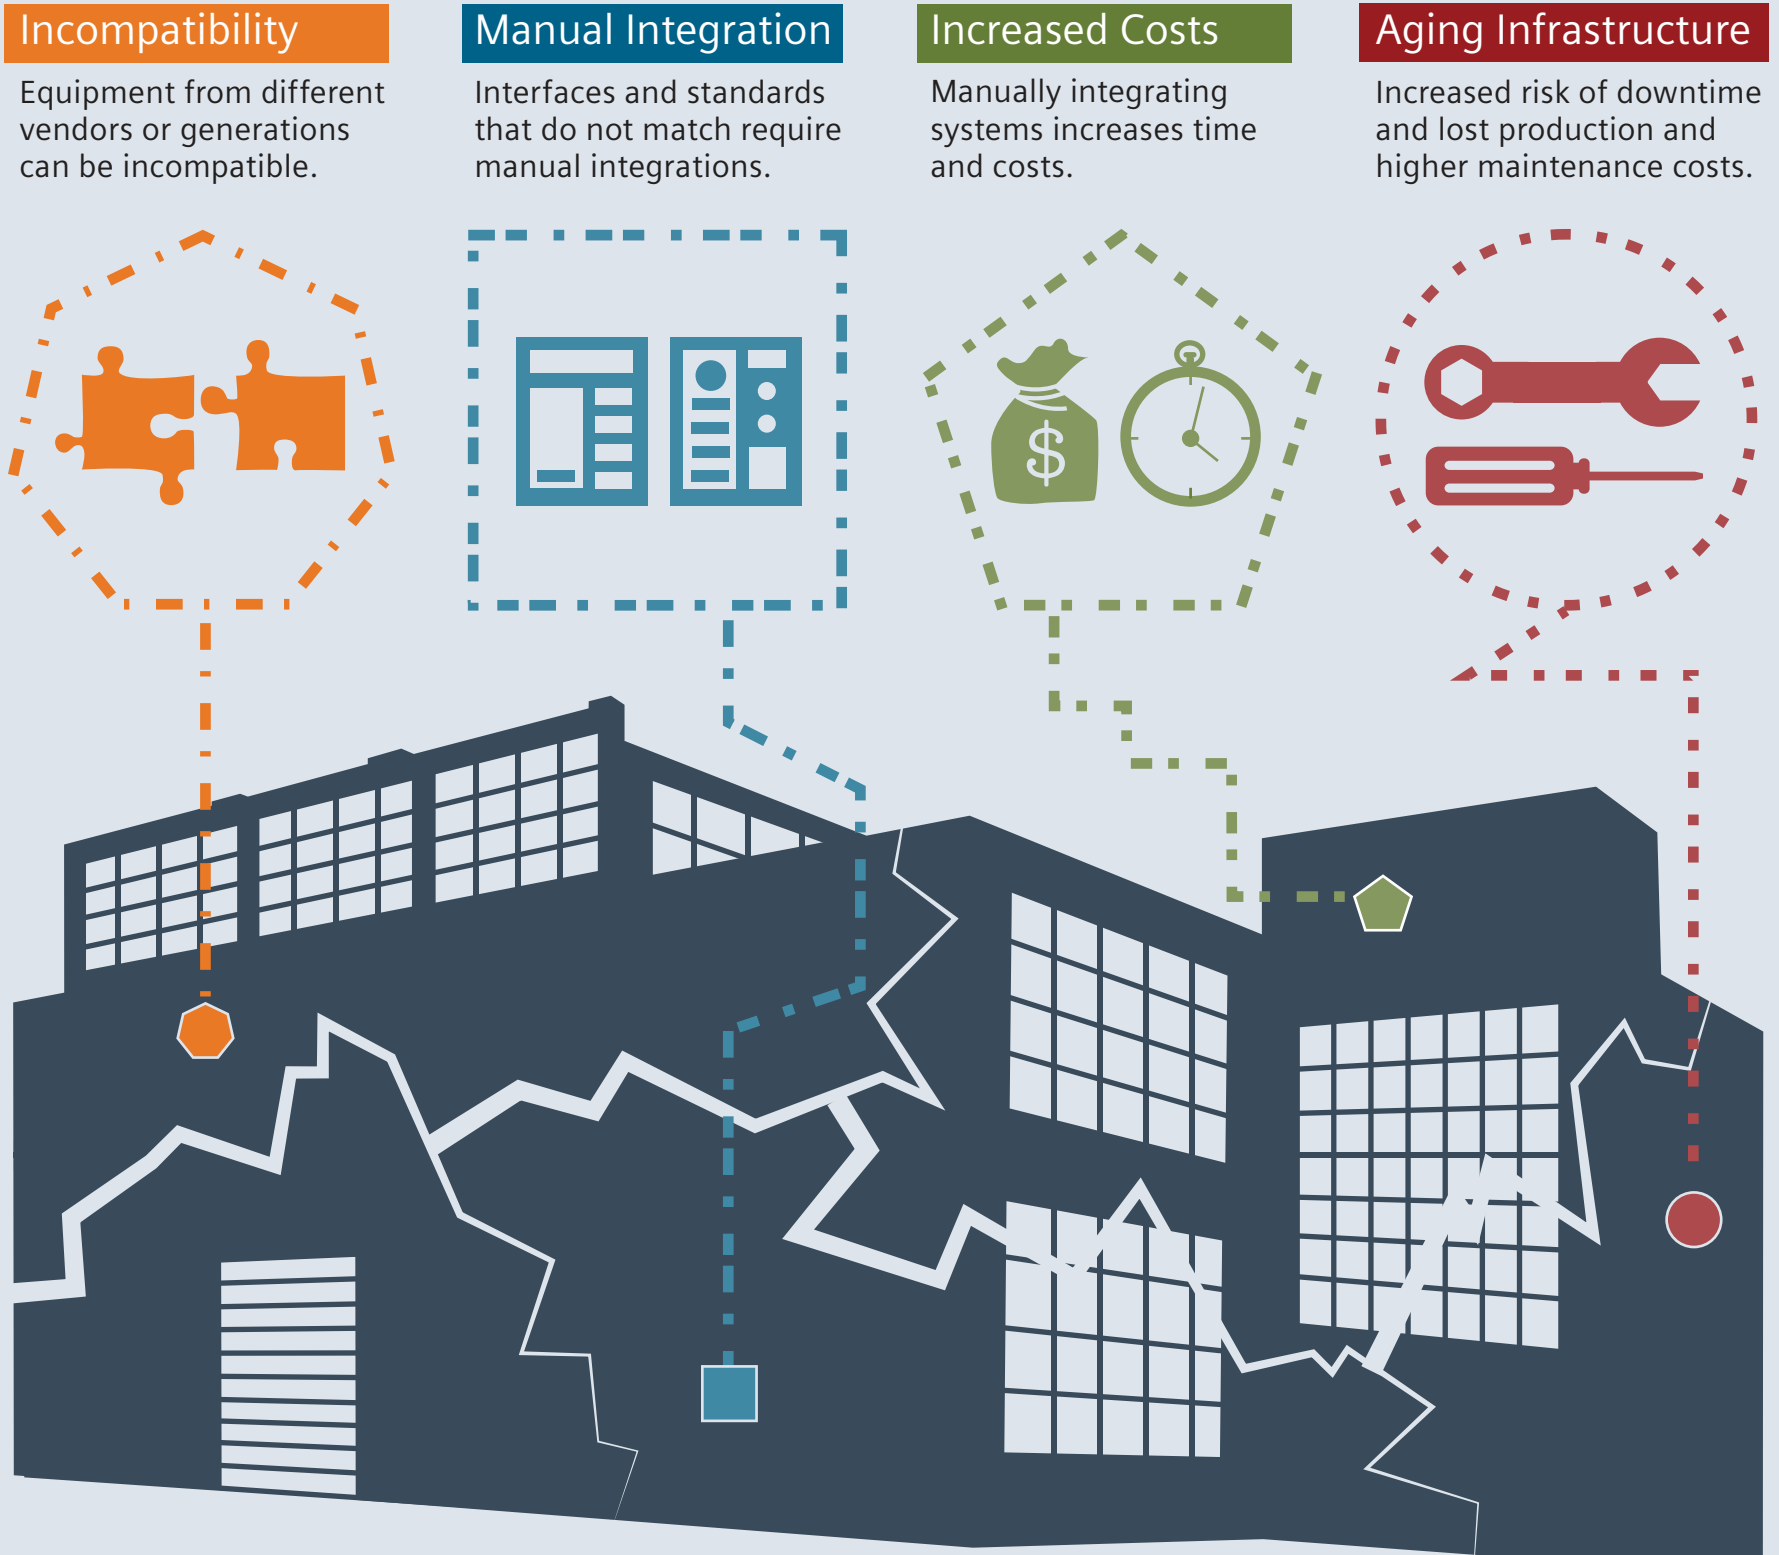 Incompatibility
Equipment from different
vendors or generations
can be incompatible.
Manual Integration
Interfaces and standards
that do not match require
manual integrations.
Increased Costs
Manually integrating
systems increases time
and costs.
Aging Infrastructure
Increased risk of downtime
and lost production and
higher maintenance costs.
$